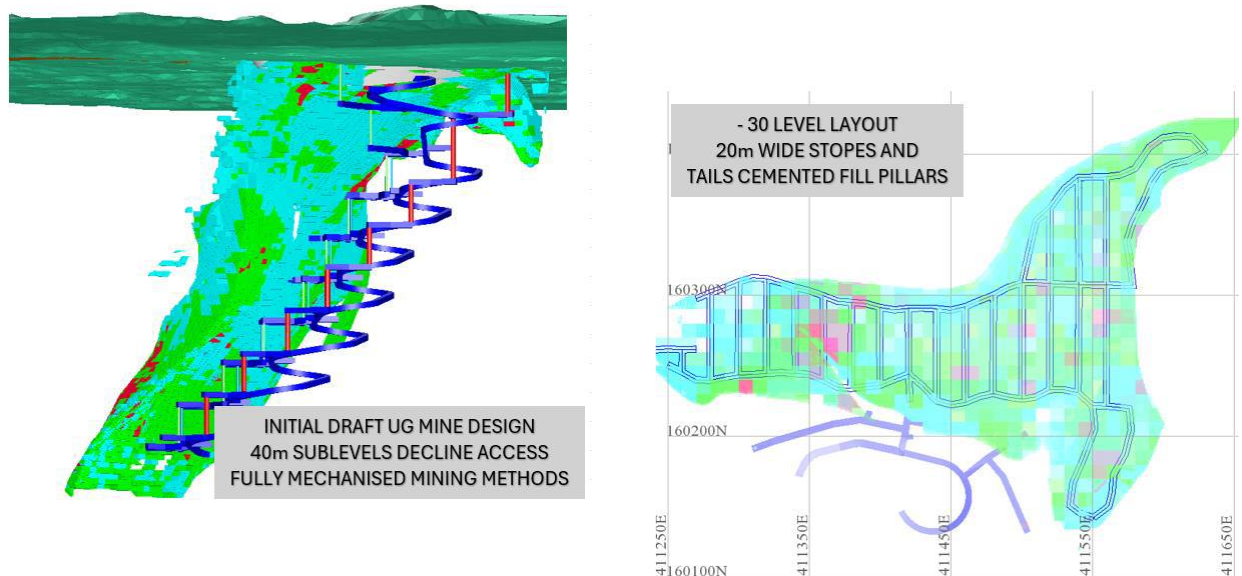 INITIAL DRAFT UG MINE DESIGN
40m SUBLEVELS DECLINE ACCESS
FULLY MECHANISED MINING METHODS
- 30 LEVEL LAYOUT
20m WIDE STOPES AND
TAILS CEMENTED FILL PILLARS
160300N
160200N
160100N
411250E
411350E
411450E
411550E
411650E